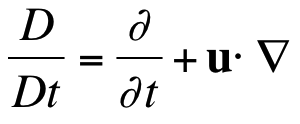 D/Dt = ∂/∂t + u· ∇